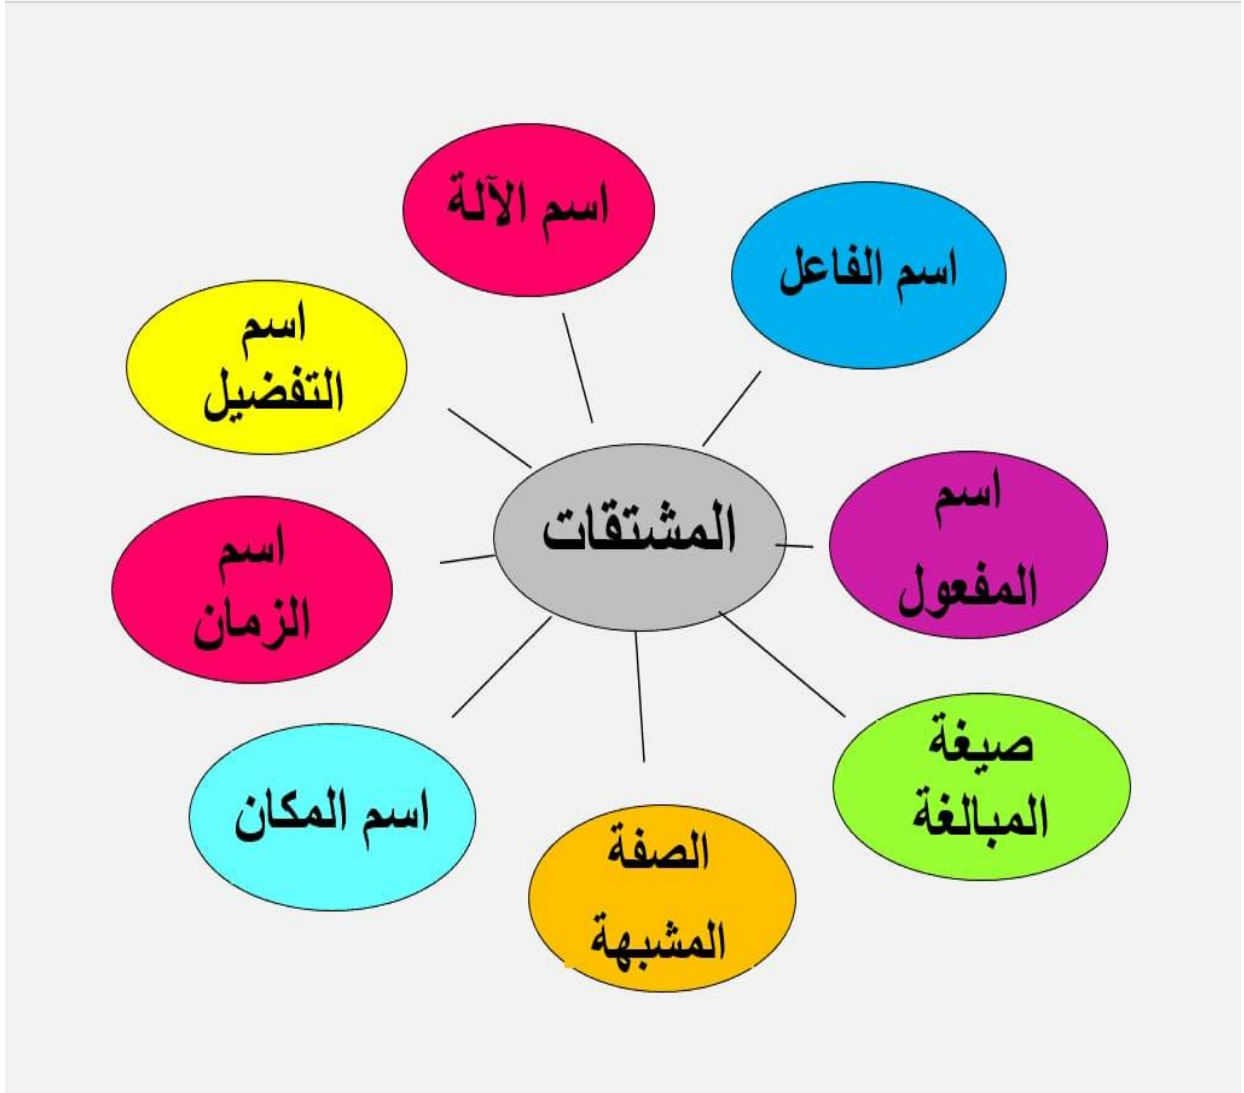 المشتقات
اسم الآلة
اسم الفاعل
اسم
المفعول
صيغة
المبالغة
الصفة
المشبهة
اسم المكان
اسم
الزمان
اسم
التفضيل